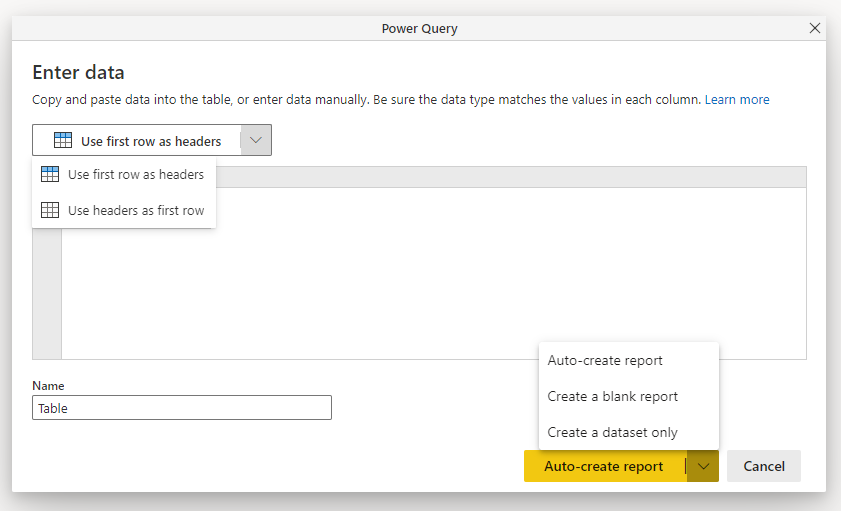 Power Query
Enter data
Copy and paste data into the table, or enter data manually. Be sure the data type matches the values in each column. Learn more
Use first row as headers
Use first row as headers
Use headers as first row
Name
Table
Auto-create report
Create a blank report
Create a dataset only
Auto-create report
Cancel